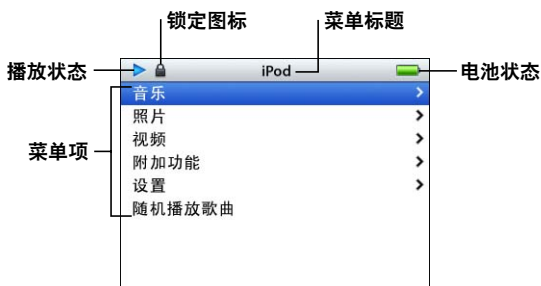 锁定图标
菜单标题
播放状态
iPod
电池状态
菜单项
音乐
照片
视频
附加功能
设置
随机播放歌曲